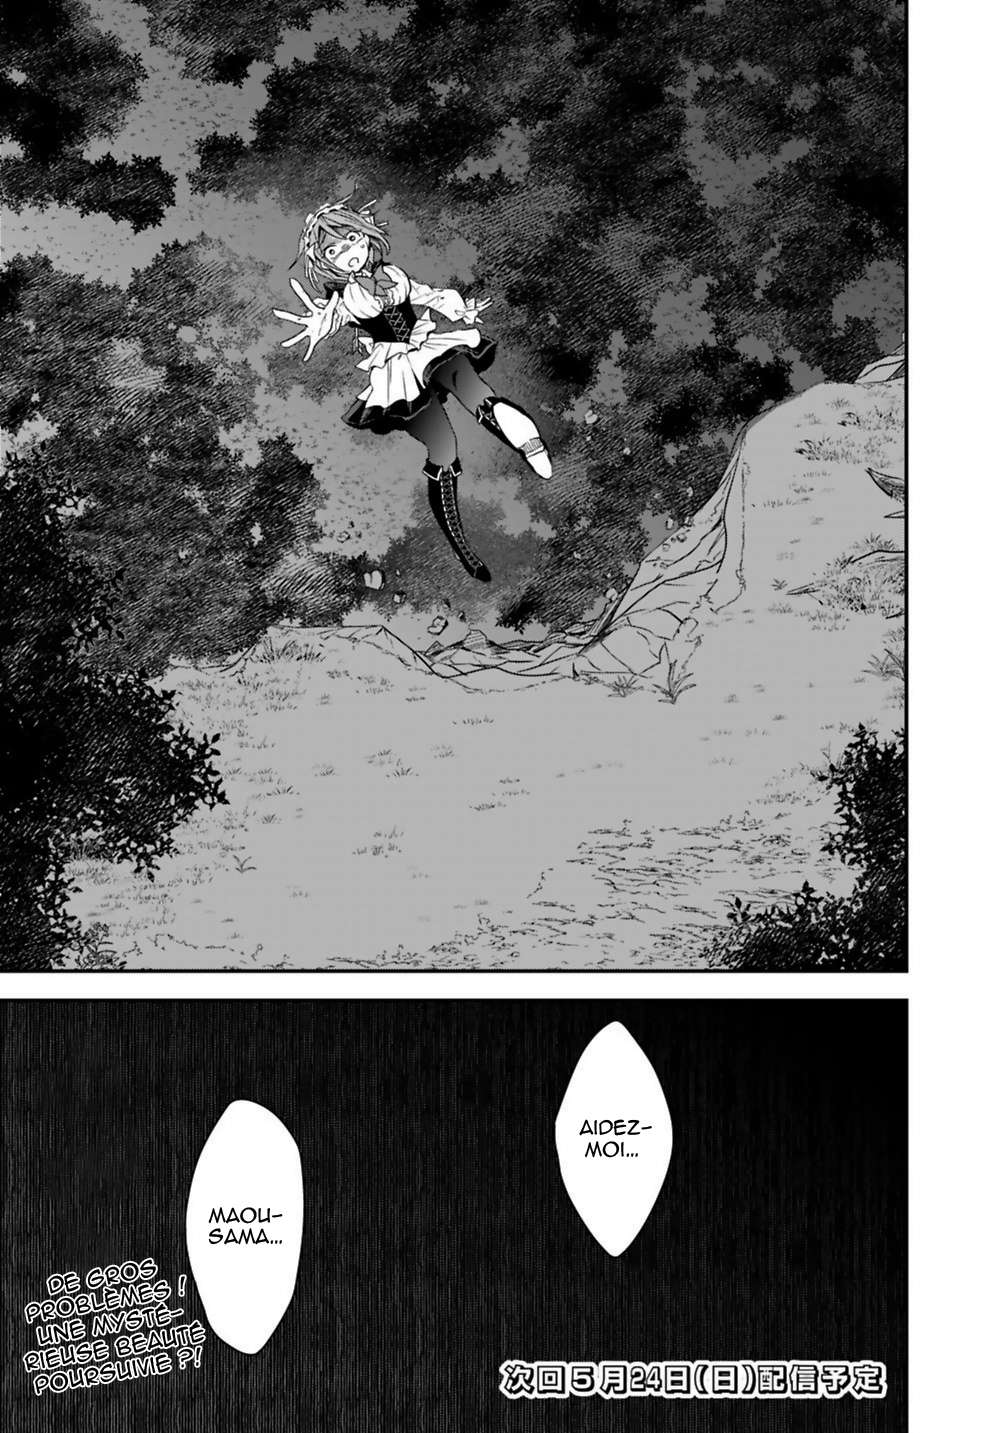 AIDEZ-
MOI...
MAOU-
SAMA...
DE GROS
PROBLÈMES !
UNE MYSTÉ-
RIEUSE BEAUTÉ
POURSUIVIE ?!
次回5月24日(日)配信予定